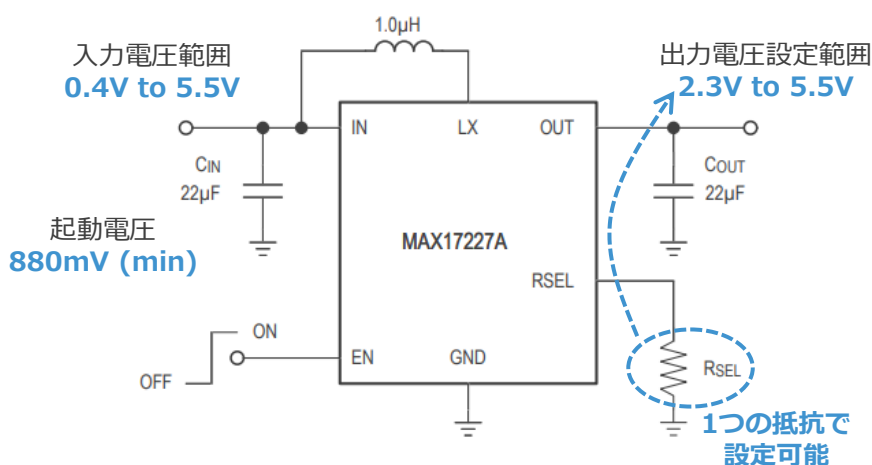 1.0µH
入力電圧範囲
0.4V to 5.5V
出力電圧設定範囲
2.3V to 5.5V
IN
LX
OUT
CIN
22µF
COUT
22µF
起動電圧
880mV (min)
MAX17227A
RSEL
ON
OFF
EN
GND
RSEL
1つの抵抗で
設定可能